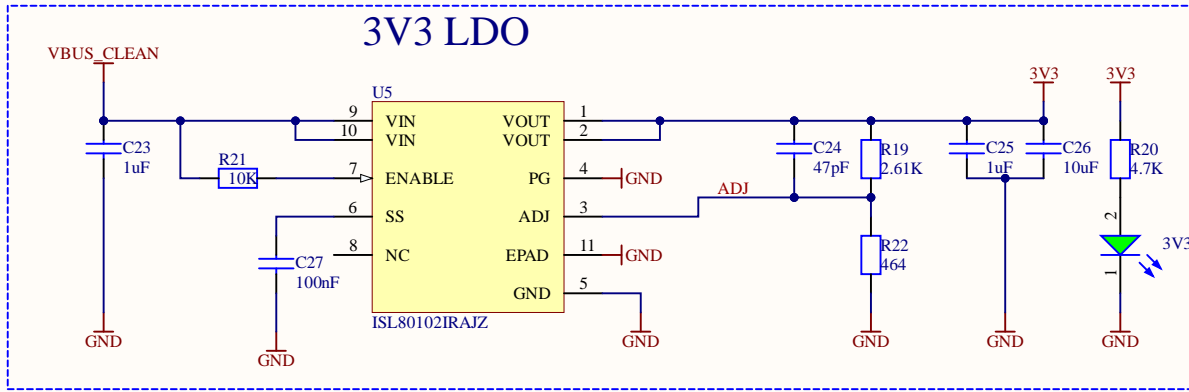 3V3 LDO
VBUS_CLEAN
3V3
3V3
U5
9
VIN
VOUT
1
10
VIN
VOUT
2
C23
1uF
R21
10K
7
ENABLE
PG
4
GND
C24
47pF
R19
2.61K
C25
1uF
C26
10uF
R20
4.7K
ADJ
6
SS
ADJ
3
2
8
NC
EPAD
11
GND
R22
464
3V3
C27
100nF
GND
5
1
ISL80102IRAJZ
GND
GND
GND
GND
GND
GND